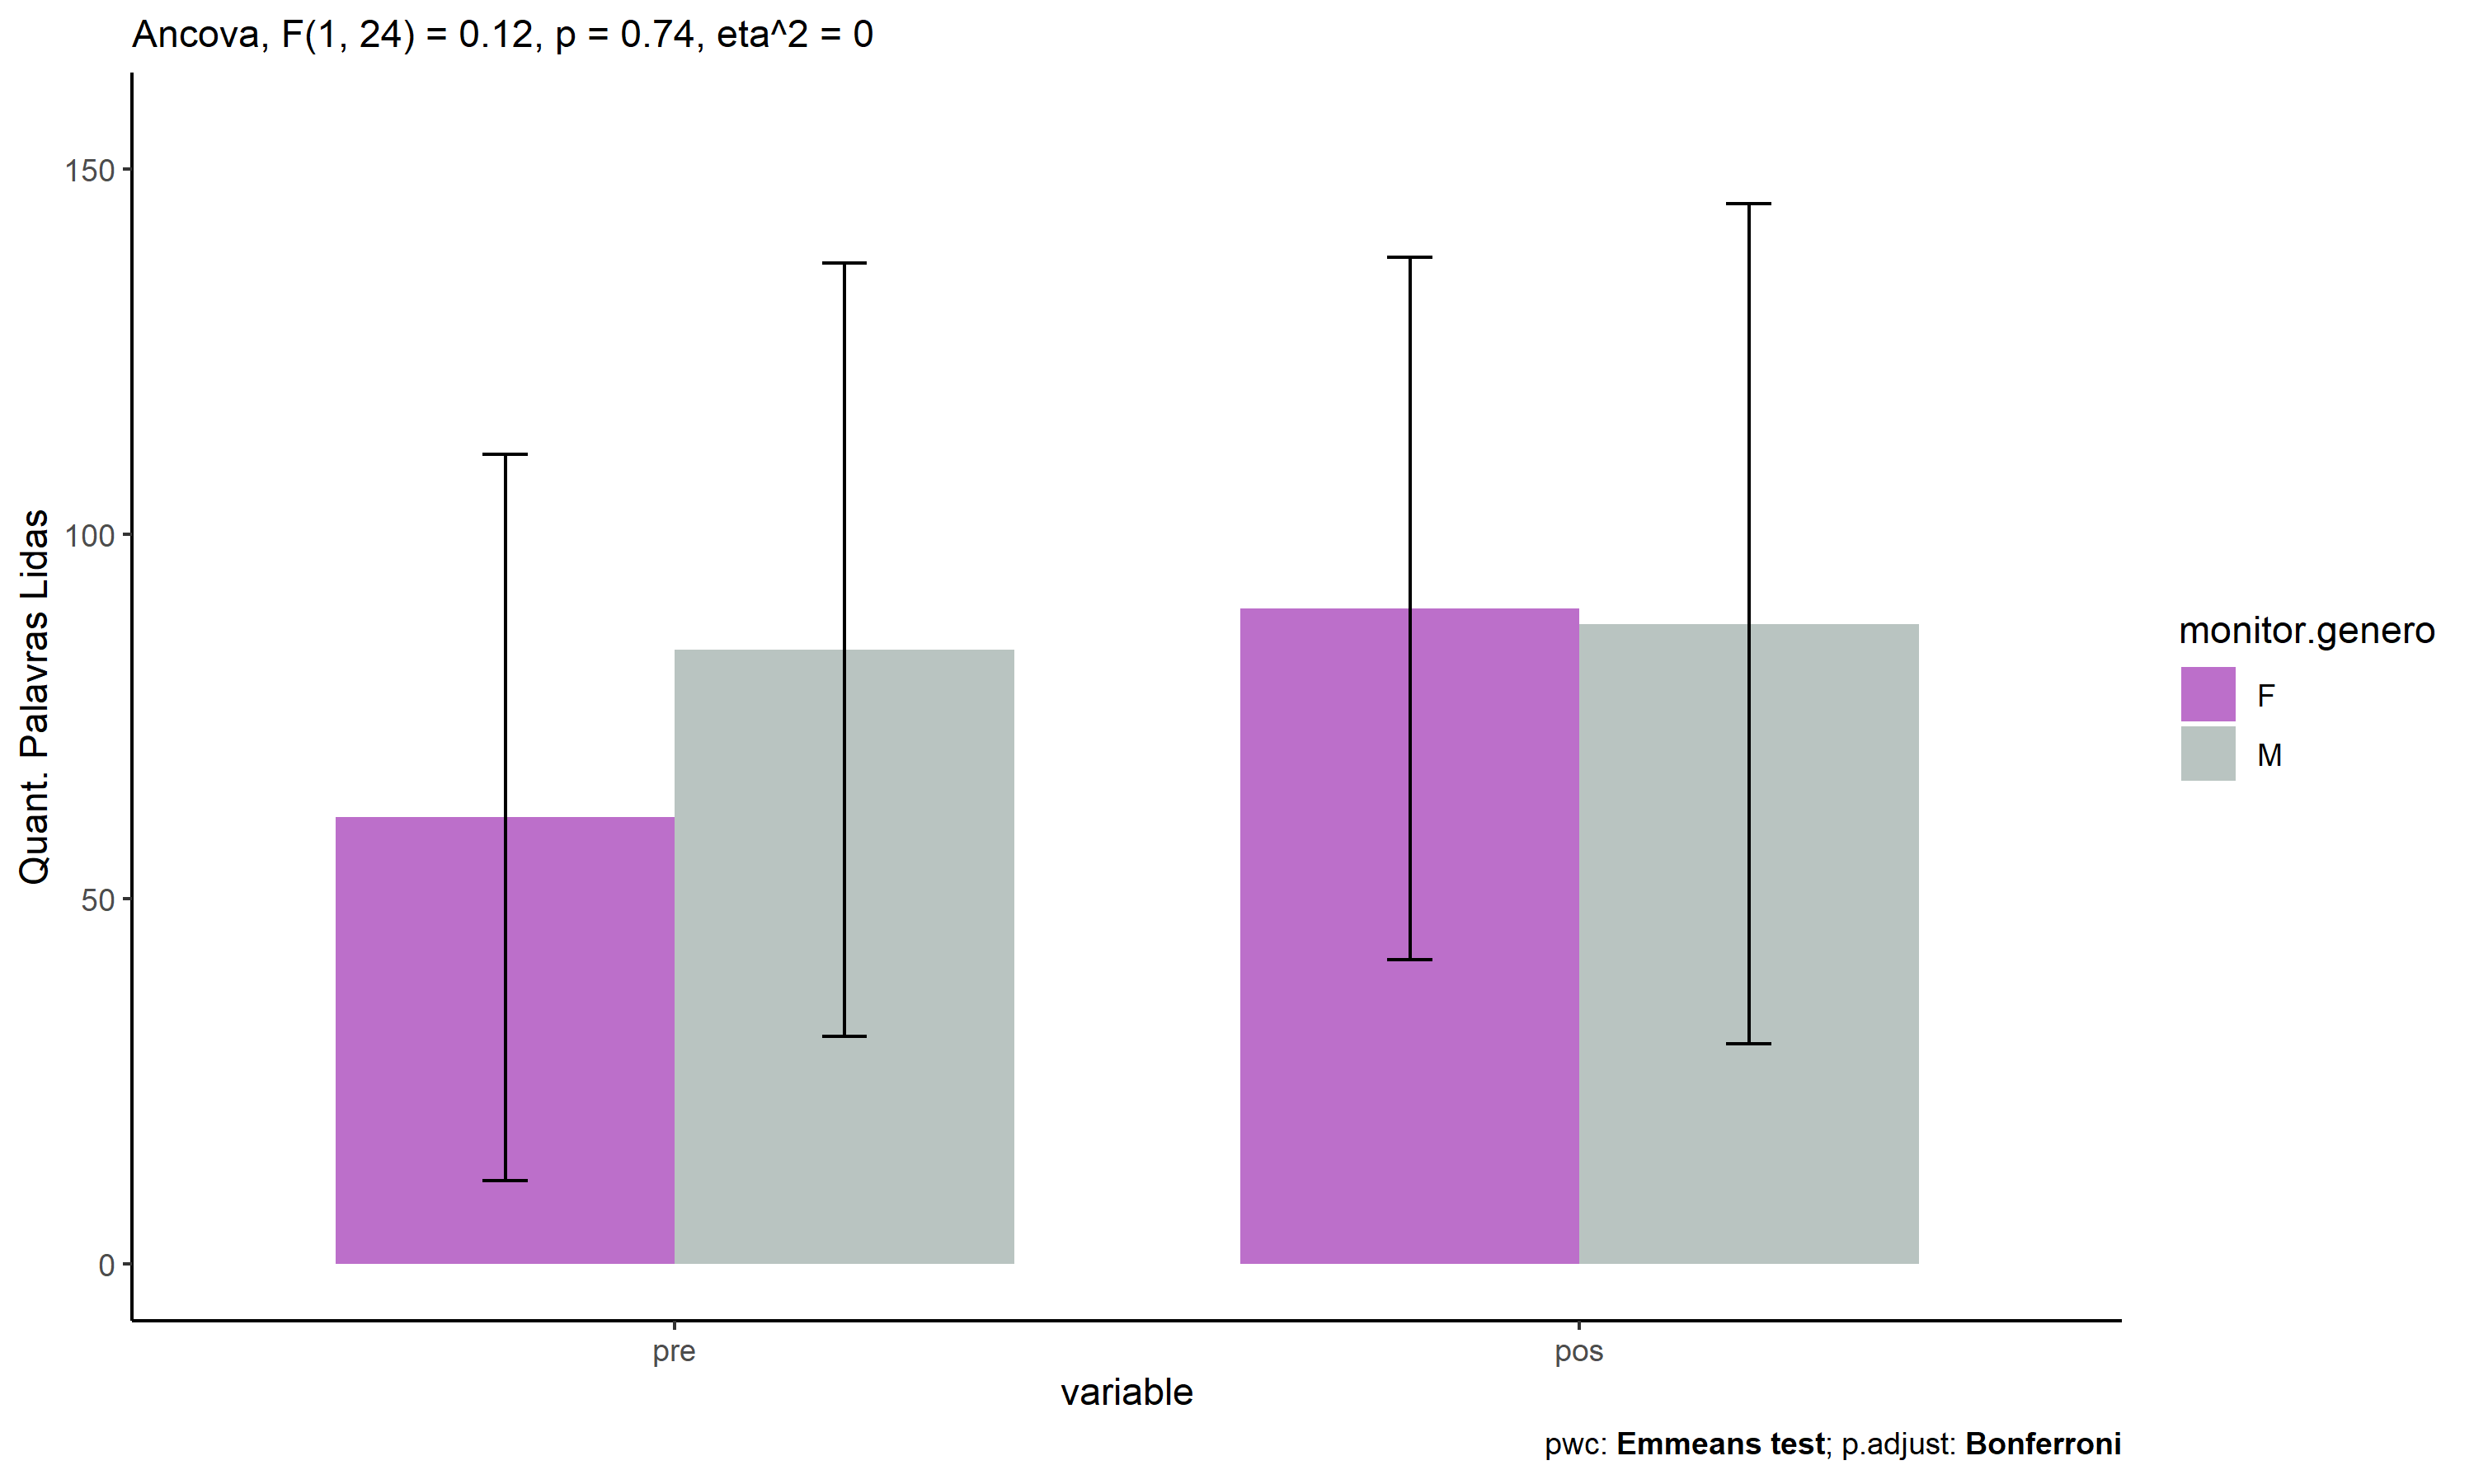 Ancova, F(1, 24) = 0.12, p = 0.74, eta^2 = 0
Quant. Palavras Lidas
150
100
50
0
pre
pos
variable
monitor.genero
F
M
pwc: Emmeans test; p.adjust: Bonferroni